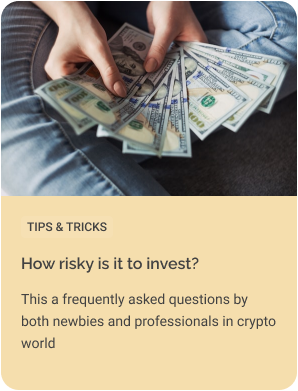 TIPS & TRICKS
How risky is it to invest?
This a frequently asked questions by
both newbies and professionals in crypto
world